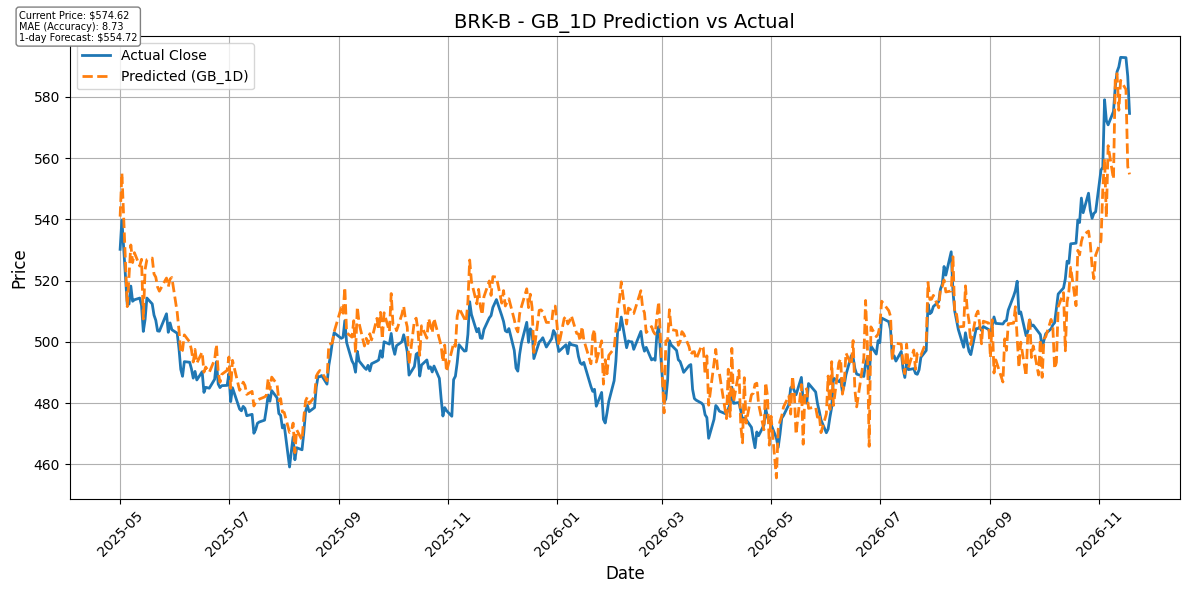 BRK-B - GB_1D Prediction vs Actual
Current Price: $574.62
MAE (Accuracy): 8.73
1-day Forecast: $554.72
Actual Close
Predicted (GB_1D)
Price
580
560
540
520
500
480
460
2025-05
2025-07
2025-09
2025-11
2026-01
2026-03
2026-05
2026-07
2026-09
2026-11
Date